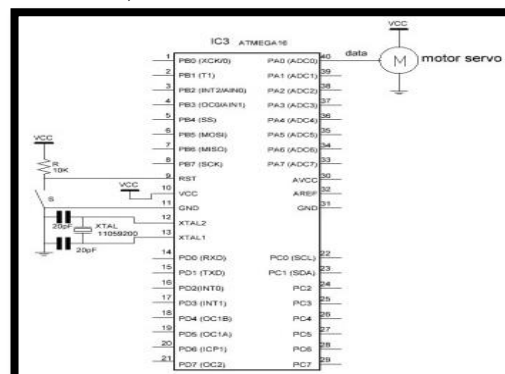 VCC
IC3 ATMEGA16
1 PB0 (XCK/0) PA0 (ADC0) 40 data M motor servo
2 PB1 (T1) PA1 (ADC1) 39
3 PB2 (INT2/AIN0) PA2 (ADC2) 38
4 PB3 (OC0/AIN1) PA3 (ADC3) 37
5 PB4 (SS) PA4 (ADC4) 36
6 PB5 (MOSI) PA5 (ADC5) 35
7 PB6 (MISO) PA6 (ADC6) 34
8 PB7 (SCK) PA7 (ADC7) 33
VCC
R
10K
9 RST AVCC 30
VCC 10 VCC AREF 32
S 11 GND GND 31
20pF XTAL 12 XTAL2
11059200 13 XTAL1
20pF
14 PD0 (RXD) PC0 (SCL) 22
15 PD1 (TXD) PC1 (SDA) 23
16 PD2(INT0) PC2 24
17 PD3 (INT1) PC3 25
18 PD4 (OC1B) PC4 26
19 PD5 (OC1A) PC5 27
20 PD6 (ICP1) PC6 28
21 PD7 (OC2) PC7 29